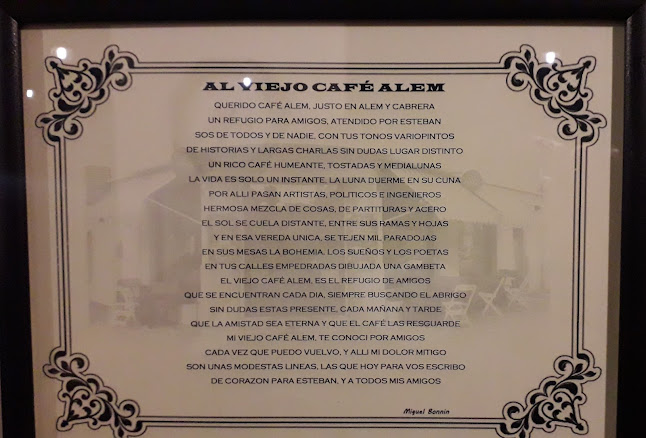 AL VIEJO CAFÉ ALEM
QUERIDO CAFÉ ALEM, JUSTO EN ALEM Y CABRERA
UN REFUGIO PARA AMIGOS, ATENDIDO POR ESTEBAN
SOS DE TODOS Y DE NADIE, CON TUS TONOS VARIOPINTOS
DE HISTORIAS Y LARGAS CHARLAS SIN DUDAS LUGAR DISTINTO
UN RICO CAFÉ HUMEANTE, TOSTADAS Y MEDIALUNAS
LA VIDA ES SOLO UN INSTANTE, LA LUNA DUERME EN SU CUNA
POR ALLI PASAN ARTISTAS, POLITICOS E INGENIEROS
HERMOSA MEZCLA DE COSAS, DE PARTITURAS Y ACERO
EL SOL SE CUELA DISTANTE, ENTRE SUS RAMAS Y HOJAS
Y EN ESA VEREDA UNICA, SE TEJEN MIL PARADOJAS
EN SUS MESAS LA BOHEMIA, LOS SUEÑOS Y LOS POETAS
EN TUS CALLES EMPEDRADAS DIBUJADA UNA GAMBETA
EL VIEJO CAFÉ ALEM, ES EL REFUGIO DE AMIGOS
QUE SE ENCUENTRAN CADA DIA, SIEMPRE BUSCANDO EL ABRIGO
SIN DUDAS ESTAS PRESENTE, CADA MAÑANA Y TARDE
QUE LA AMISTAD SEA ETERNA Y QUE EL CAFÉ LAS RESGUARDE
MI VIEJO CAFÉ ALEM, TE CONOCI POR AMIGOS
CADA VEZ QUE PUEDO VUELVO, Y ALLI MI DOLOR MITIGO
SON UNAS MODESTAS LINEAS, LAS QUE HOY PARA VOS ESCRIBO
DE CORAZON PARA ESTEBAN, Y A TODOS MIS AMIGOS
Miguel Bannin